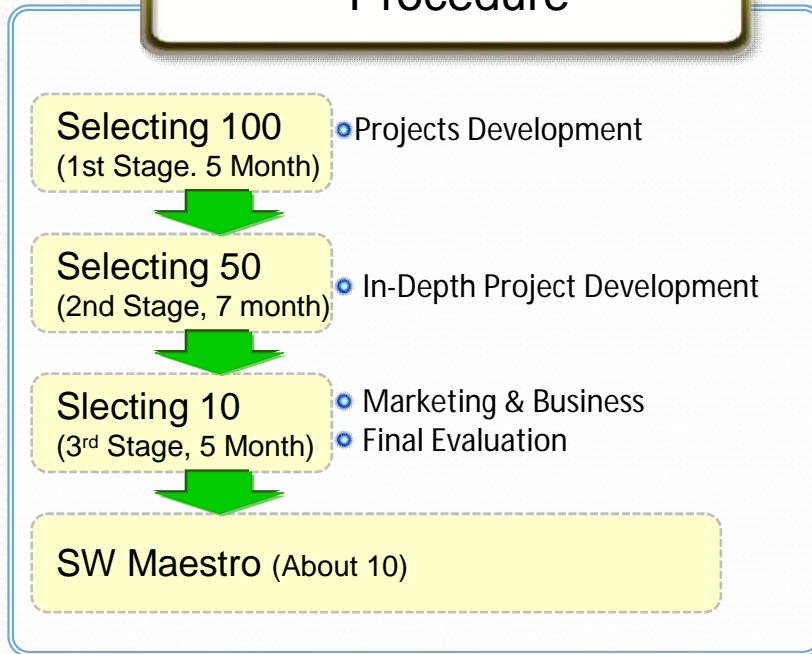 Procedure
Selecting 100
(1st Stage. 5 Month)
Projects Development
Selecting 50
(2nd Stage, 7 month)
In-Depth Project Development
Slecting 10
(3rd Stage, 5 Month)
Marketing & Business
Final Evaluation
SW Maestro (About 10)